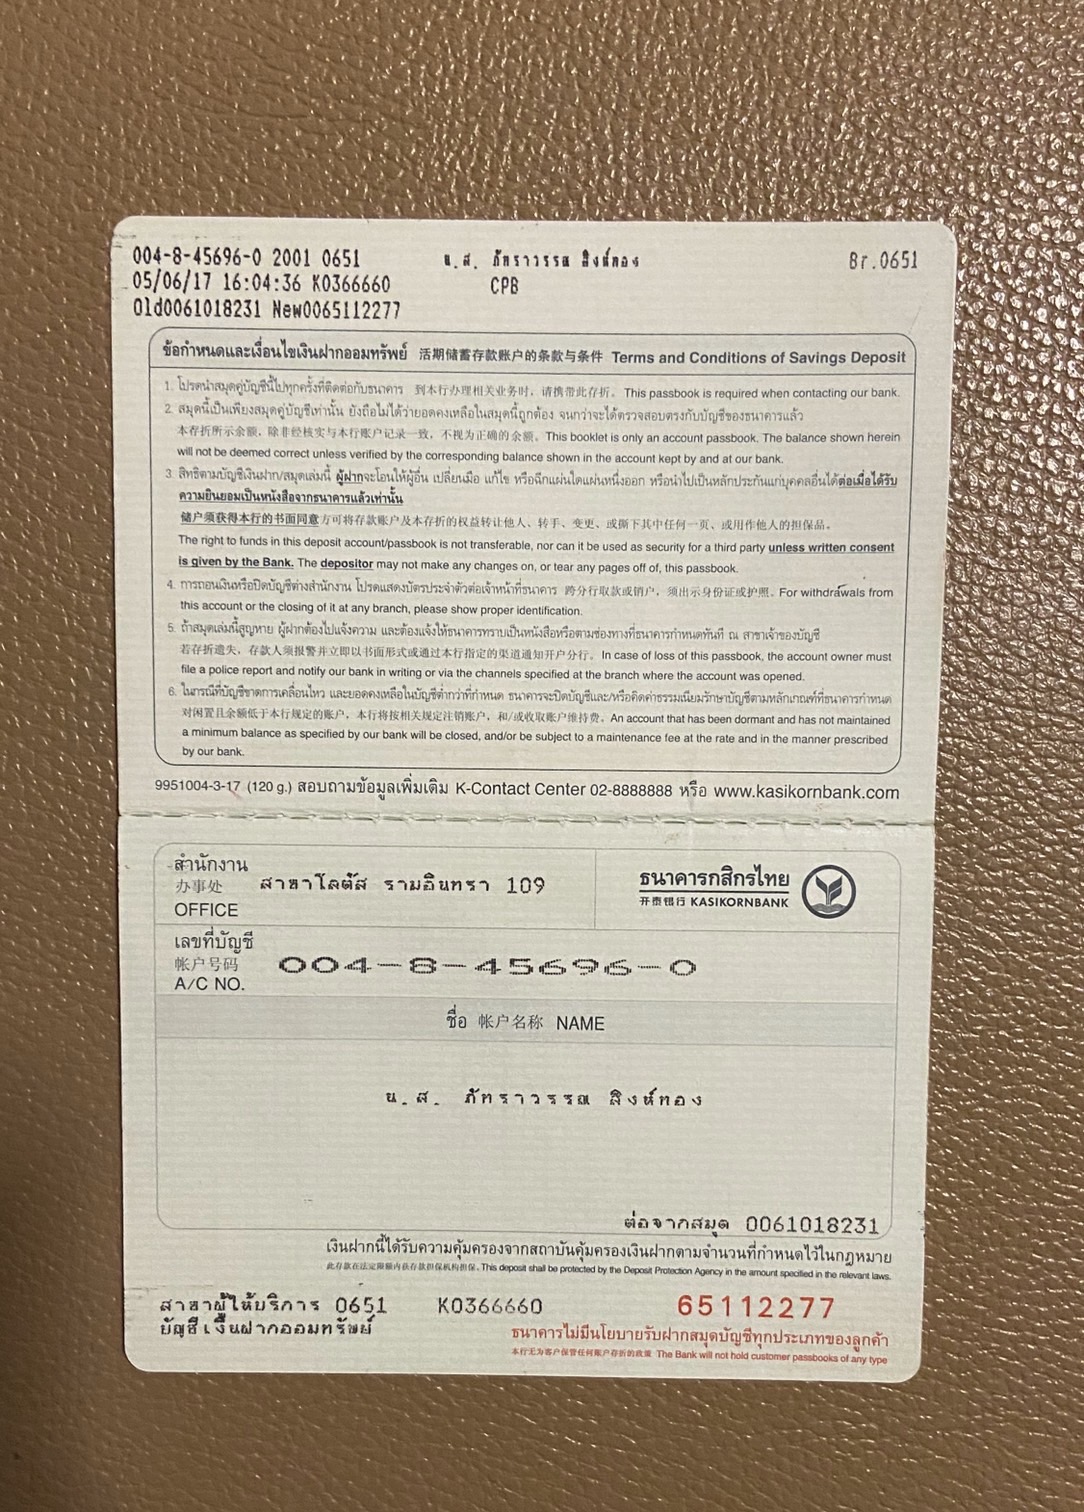 004-8-45696-0 2001 0651 น.ส. ภัทราวรรณ สิงห์ทอง Br.0651
05/06/17 16:04:36 K0366660 CPB
Old0061018231 New0065112277
ข้อกำหนดและเงื่อนไขเงินฝากออมทรัพย์ 活期储蓄存款账户的条款与条件 Terms and Conditions of Savings Deposit
1. โปรดนำสมุดคู่บัญชีนี้ไปทุกครั้งที่ติดต่อกับธนาคาร 到本行办理相关业务时，请携带此存折。This passbook is required when contacting our bank.
2. สมุดนี้เป็นเพียงสมุดคู่บัญชีเท่านั้น ยังถือไม่ได้ว่ายอดคงเหลือในสมุดนี้ถูกต้อง จนกว่าจะได้ตรวจสอบตรงกับบัญชีของธนาคารแล้ว
本存折所示余额，除非经核实与本行账户记录一致，不视为正确的余额。This booklet is only an account passbook. The balance shown herein
will not be deemed correct unless verified by the corresponding balance shown in the account kept by and at our bank.
3. สิทธิตามบัญชีเงินฝาก/สมุดเล่มนี้ ผู้ฝากจะโอนให้ผู้อื่น เปลี่ยนมือ แก้ไข หรือฉีกแผ่นใดแผ่นหนึ่งออก หรือนำไปเป็นหลักประกันแก่บุคคลอื่นได้ต่อเมื่อได้รับ
ความยินยอมเป็นหนังสือจากธนาคารแล้วเท่านั้น
储户须获得本行的书面同意方可将存款账户及本存折的权益转让他人、转手、变更、或撕下其中任何一页、或用作他人的担保品。
The right to funds in this deposit account/passbook is not transferable, nor can it be used as security for a third party unless written consent
is given by the Bank. The depositor may not make any changes on, or tear any pages off of, this passbook.
4. การถอนเงินหรือปิดบัญชีต่างสำนักงาน โปรดแสดงบัตรประจำตัวต่อเจ้าหน้าที่ธนาคาร 跨分行取款或销户，须出示身份证或护照。For withdrawals from
this account or the closing of it at any branch, please show proper identification.
5. ถ้าสมุดเล่มนี้สูญหาย ผู้ฝากต้องไปแจ้งความ และต้องแจ้งให้ธนาคารทราบเป็นหนังสือหรือตามช่องทางที่ธนาคารกำหนดทันที ณ สาขาเจ้าของบัญชี
若存折遗失，存款人须报警并立即以书面形式或通过本行指定的渠道通知开户分行。In case of loss of this passbook, the account owner must
file a police report and notify our bank in writing or via the channels specified at the branch where the account was opened.
6. ในกรณีที่บัญชีขาดการเคลื่อนไหว และยอดคงเหลือในบัญชีต่ำกว่าที่กำหนด ธนาคารจะปิดบัญชีและ/หรือคิดค่าธรรมเนียมรักษาบัญชีตามหลักเกณฑ์ที่ธนาคารกำหนด
对闲置且余额低于本行规定的账户，本行将按相关规定注销账户，和/或收取账户维持费。An account that has been dormant and has not maintained
a minimum balance as specified by our bank will be closed, and/or be subject to a maintenance fee at the rate and in the manner prescribed
by our bank.
9951004-3-17 (120 g.) สอบถามข้อมูลเพิ่มเติม K-Contact Center 02-8888888 หรือ www.kasikornbank.com
สำนักงาน
办事处 สาขาโลตัส รามอินทรา 109
OFFICE
ธนาคารกสิกรไทย
开泰银行 KASIKORNBANK
เลขที่บัญชี
帐户号码 004-8-45696-0
A/C NO.
ชื่อ 帐户名称 NAME
น.ส. ภัทราวรรณ สิงห์ทอง
ต่อจากสมุด 0061018231
เงินฝากนี้ได้รับความคุ้มครองจากสถาบันคุ้มครองเงินฝากตามจำนวนที่กำหนดไว้ในกฎหมาย
此存款在法定限额内获存款担保机构担保。This deposit shall be protected by the Deposit Protection Agency in the amount specified in the relevant laws.
สาขาผู้ให้บริการ 0651 K0366660 65112277
บัญชีเงินฝากออมทรัพย์
ธนาคารไม่มีนโยบายรับฝากสมุดบัญชีทุกประเภทของลูกค้า
本行无为客户保管任何账户存折的政策 The Bank will not hold customer passbooks of any type